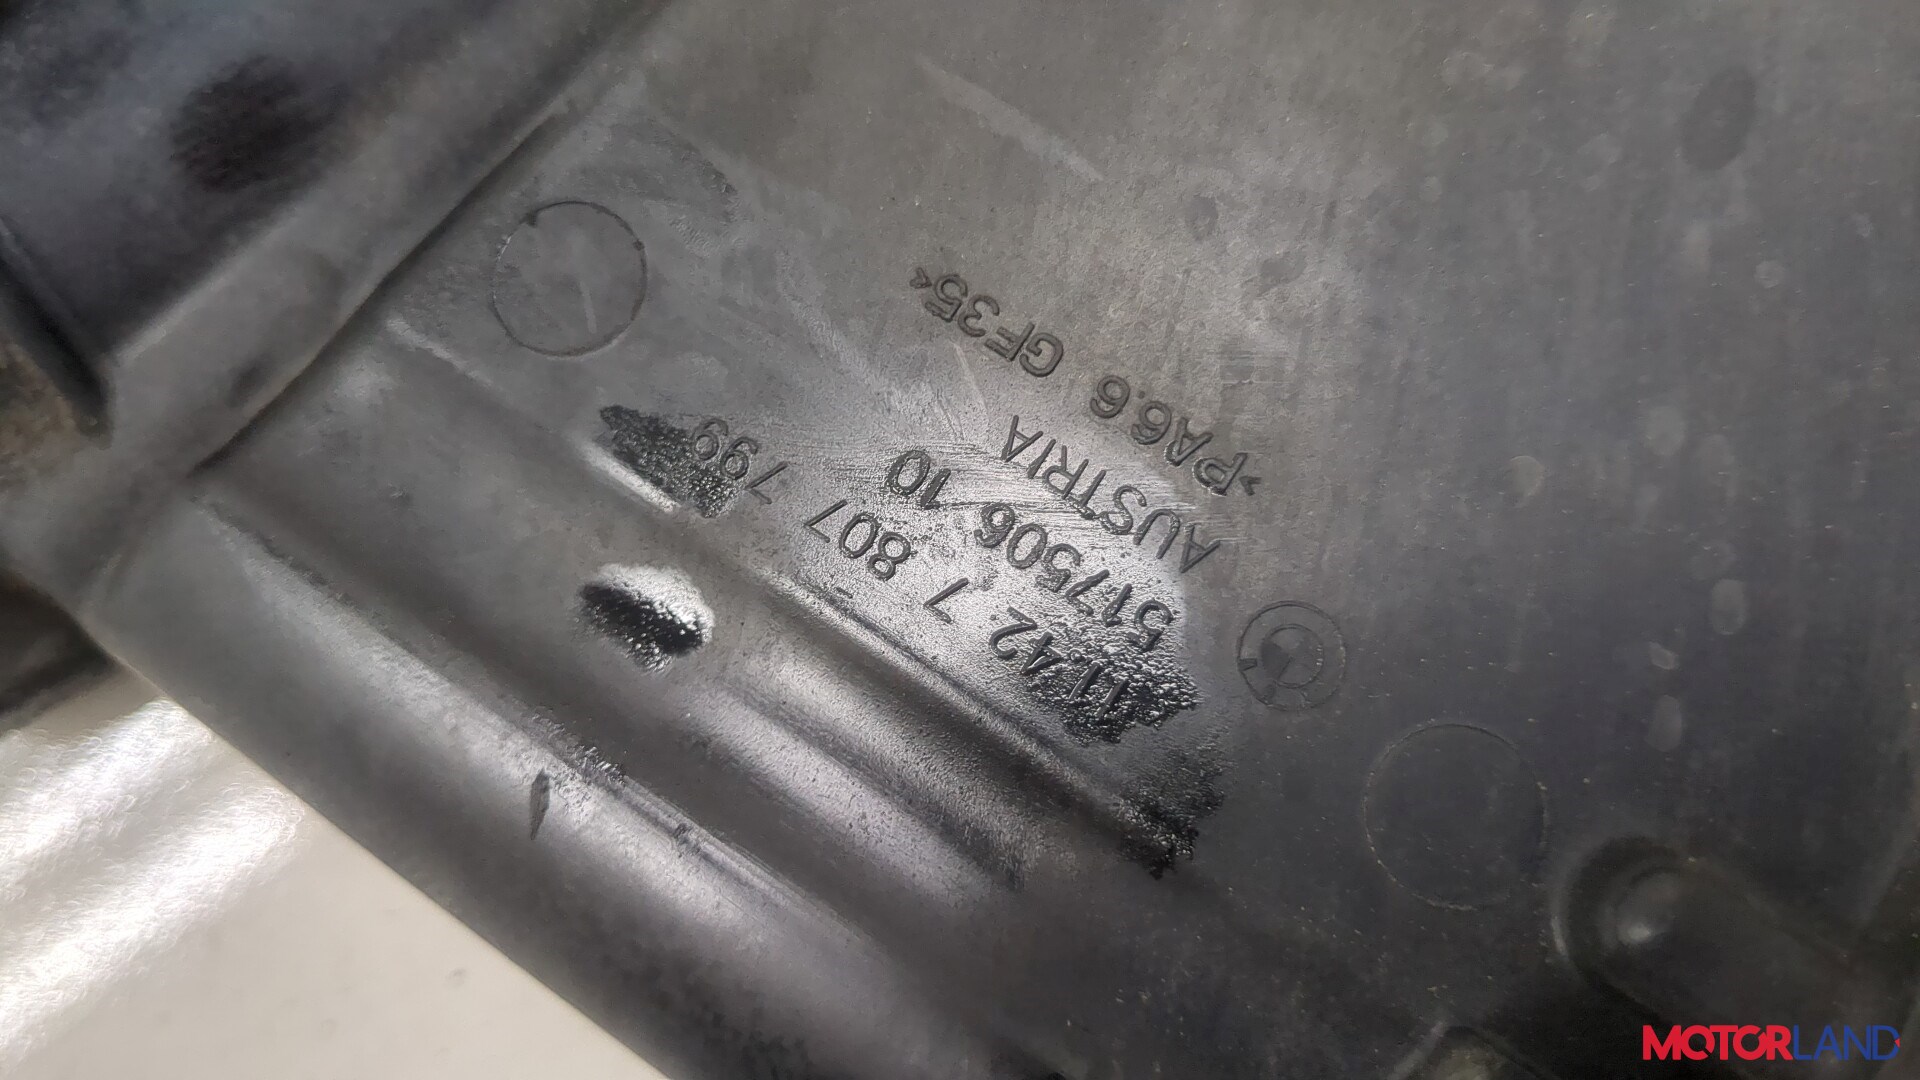 >PA6.6 GF35<
AUSTRIA
517506 10
11.42 7 807 799
MOTORLAND